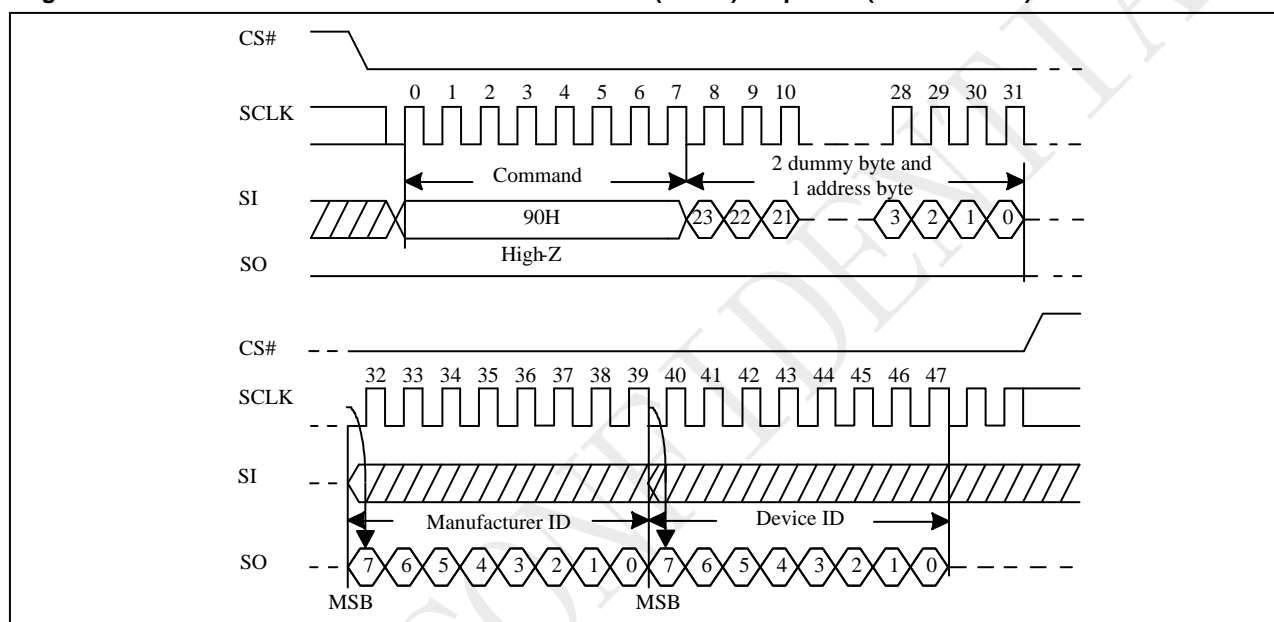 CS#
0 1 2 3 4 5 6 7 8 9 10 28 29 30 31
SCLK
Command
2 dummy byte and
1 address byte
SI
90H
23 22 21 3 2 1 0
High-Z
SO
CS#
32 33 34 35 36 37 38 39 40 41 42 43 44 45 46 47
SCLK
SI
Manufacturer ID
Device ID
SO
7 6 5 4 3 2 1 0 7 6 5 4 3 2 1 0
MSB
MSB
CONFIDENTIA